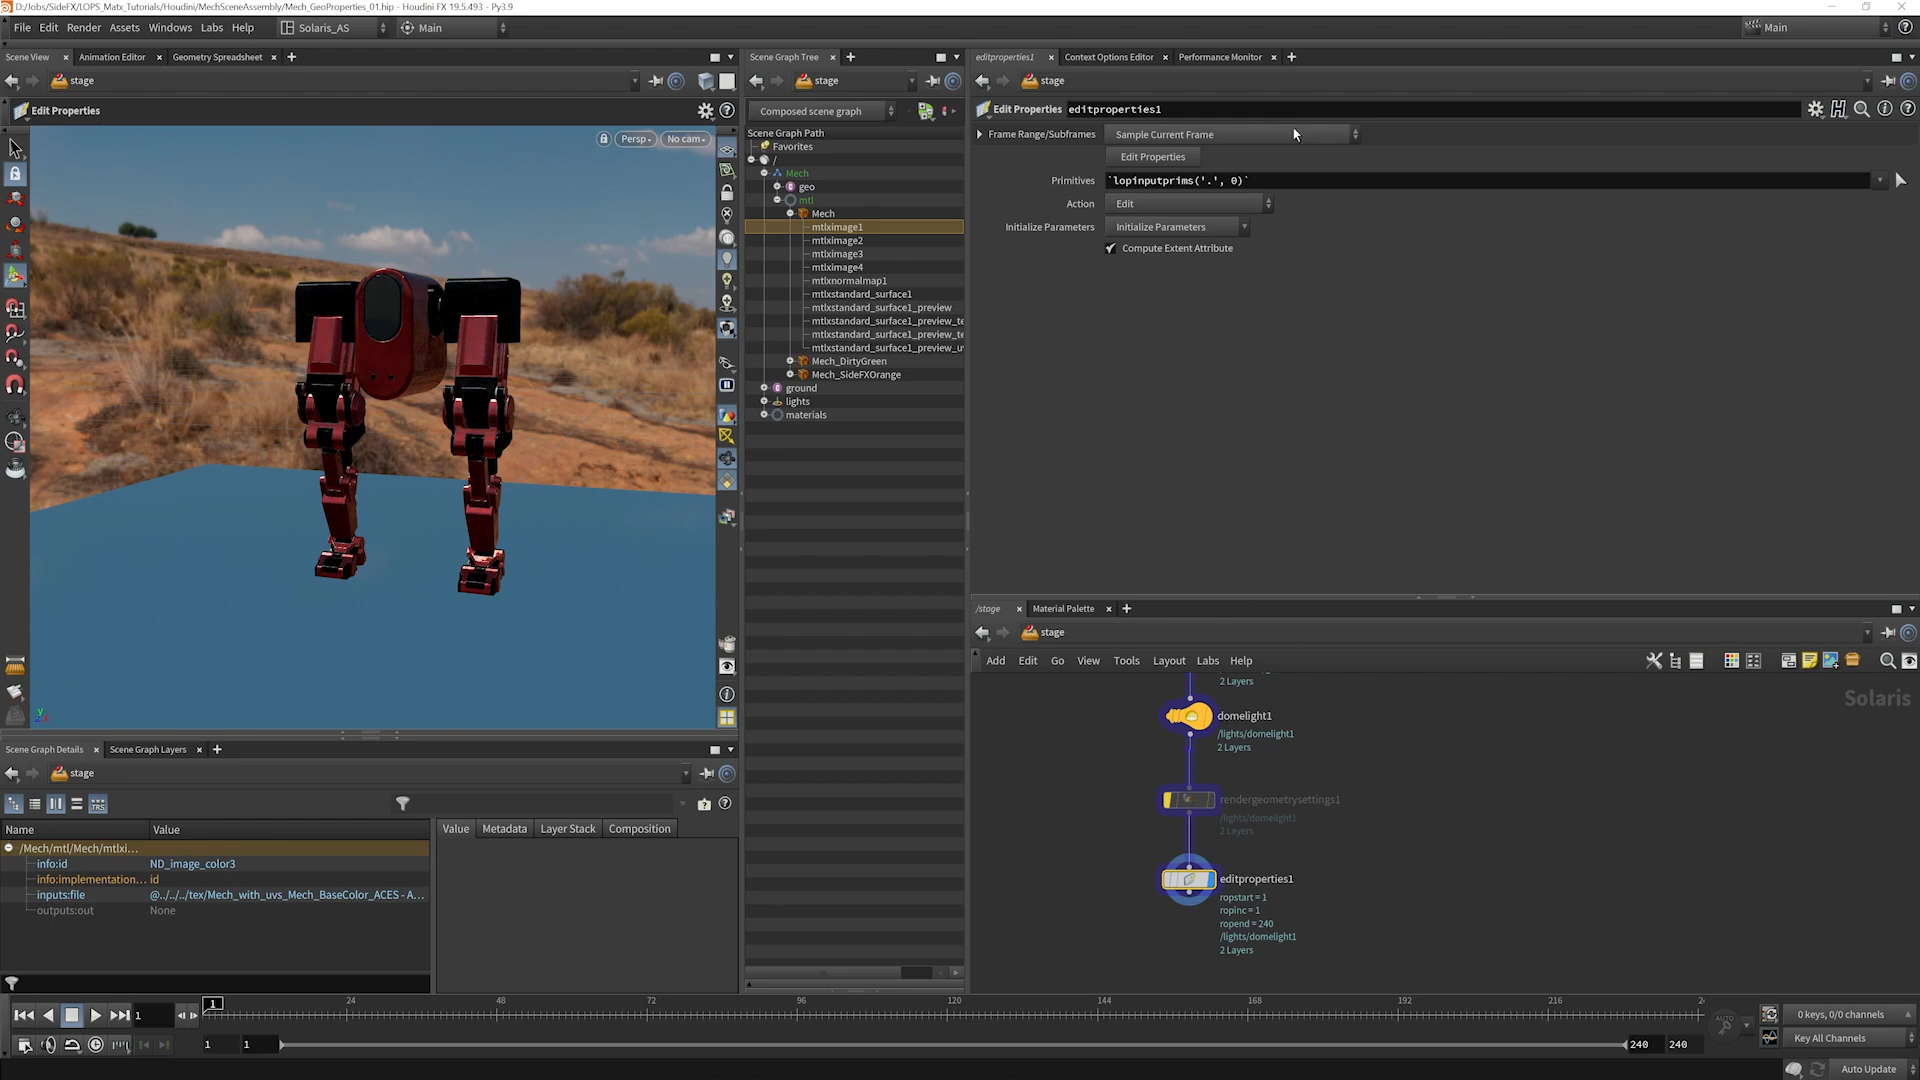 D:/Jobs/SideFX/LOPS_Matx_Tutorials/Houdini/MechSceneAssembly/Mech_GeoProperties_01.hip - Houdini FX 19.5.493 - Py3.9
File Edit Render Assets Windows Labs Help Solaris_AS Main Main
Scene View Animation Editor Geometry Spreadsheet
stage
Edit Properties
Persp No cam
Scene Graph Tree
stage
Composed scene graph
Scene Graph Path
Favorites
/
Mech
geo
mtl
Mech
mtlximage1
mtlximage2
mtlximage3
mtlximage4
mtlxnormalmap1
mtlxstandard_surface1
mtlxstandard_surface1_preview
mtlxstandard_surface1_preview_te
mtlxstandard_surface1_preview_te
mtlxstandard_surface1_preview_u
Mech_DirtyGreen
Mech_SideFXOrange
ground
lights
materials
editproperties1 Context Options Editor Performance Monitor
stage
Edit Properties editproperties1
Frame Range/Subframes Sample Current Frame
Edit Properties
Primitives `lopinputprims('.', 0)`
Action Edit
Initialize Parameters Initialize Parameters
Compute Extent Attribute
/stage Material Palette
stage
Add Edit Go View Tools Layout Labs Help
Solaris
2 Layers
domelight1
/lights/domelight1
2 Layers
rendergeometrysettings1
/lights/domelight1
2 Layers
editproperties1
ropstart = 1
ropinc = 1
ropend = 240
/lights/domelight1
2 Layers
Scene Graph Details Scene Graph Layers
stage
TRS
Name Value
/Mech/mtl/Mech/mtlxi...
info:id ND_image_color3
info:implementation... id
inputs:file @../../../tex/Mech_with_uvs_Mech_BaseColor_ACES - A...
outputs:out None
Value Metadata Layer Stack Composition
1 1 24 48 72 96 120 144 168 192 216 2
AUTO
0 keys, 0/0 channels
1 1 240 240
Key All Channels
Auto Update